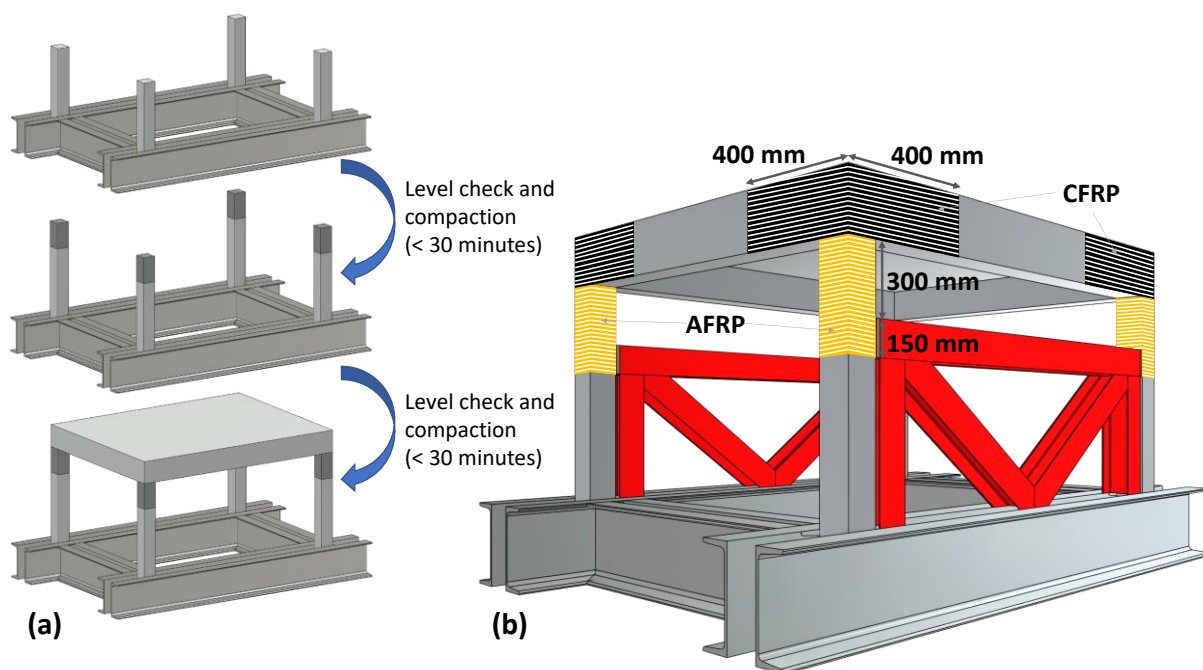 Level check and
compaction
(< 30 minutes)
Level check and
compaction
(< 30 minutes)
(a)
400 mm
400 mm
CFRP
300 mm
AFRP
150 mm
(b)